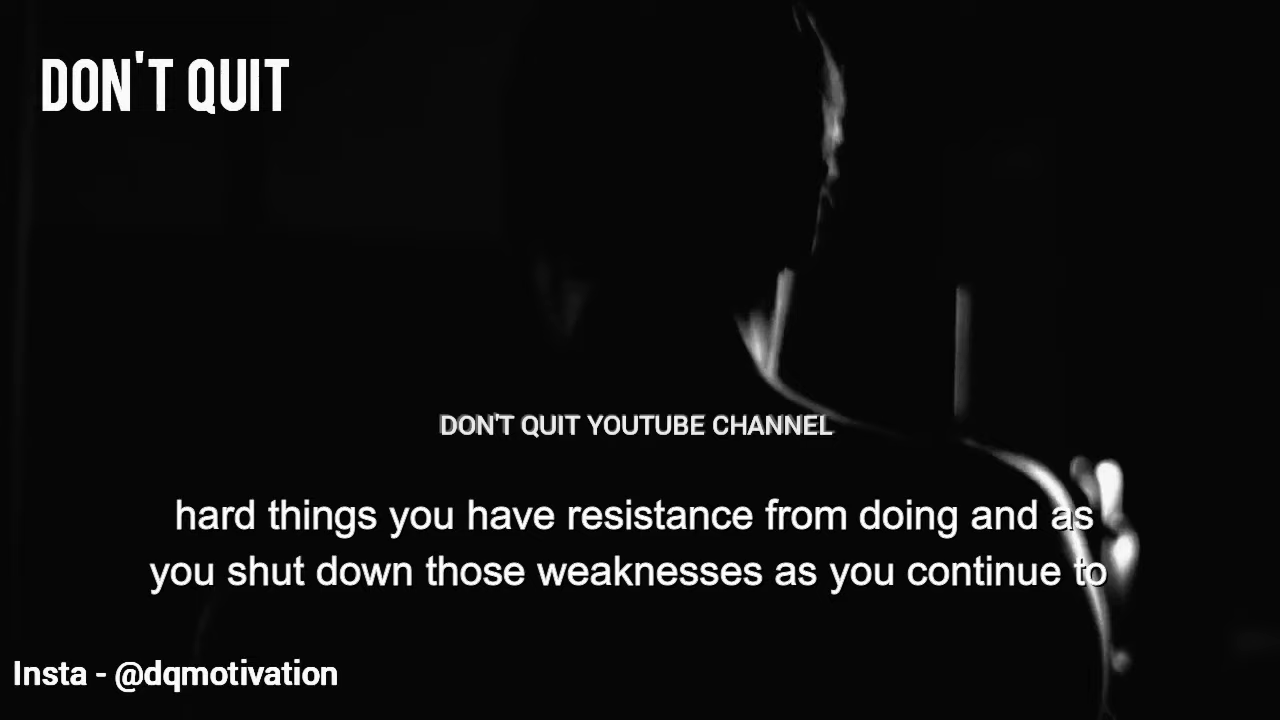 DON'T QUIT
DON'T QUIT YOUTUBE CHANNEL
hard things you have resistance from doing and as
you shut down those weaknesses as you continue to
Insta - @dqmotivation